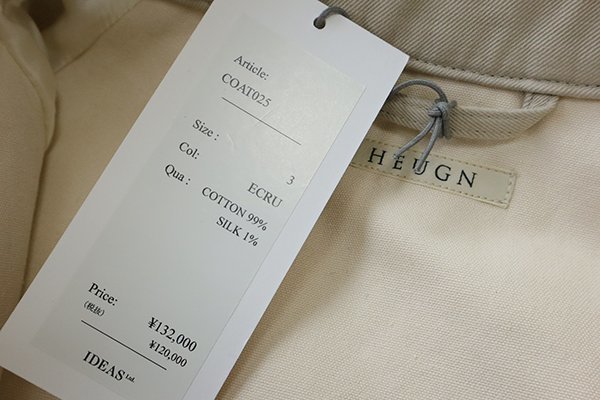 Article:
COAT025
Size :
3
Col:
ECRU
Qua :
COTTON 99%
SILK 1%
Price:
(税抜)
¥132,000
¥120,000
IDEAS Ltd.
HEUGN